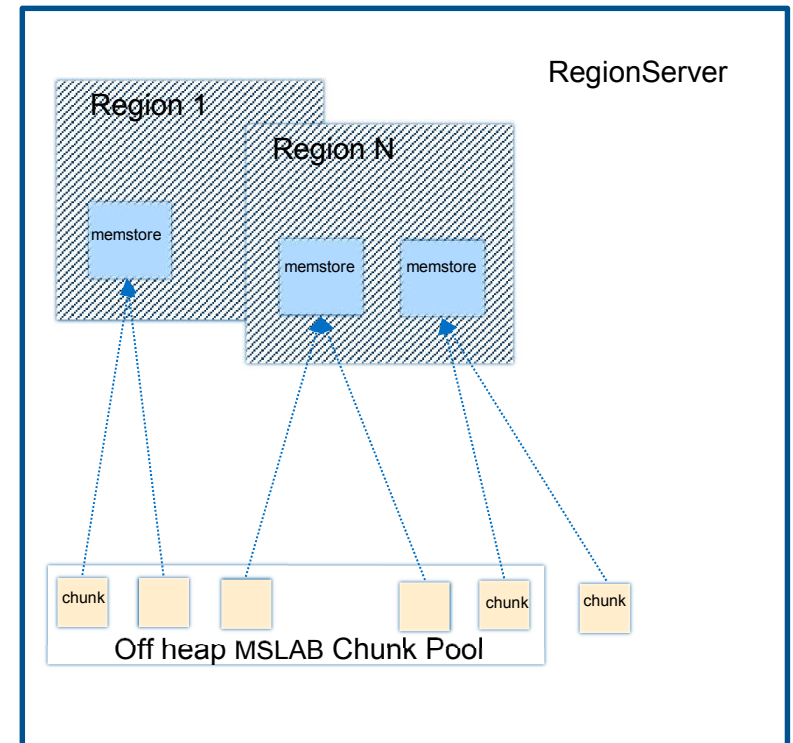 RegionServer
Region 1
Region N
memstore
memstore
memstore
chunk
chunk
chunk
Off heap MSLAB Chunk Pool